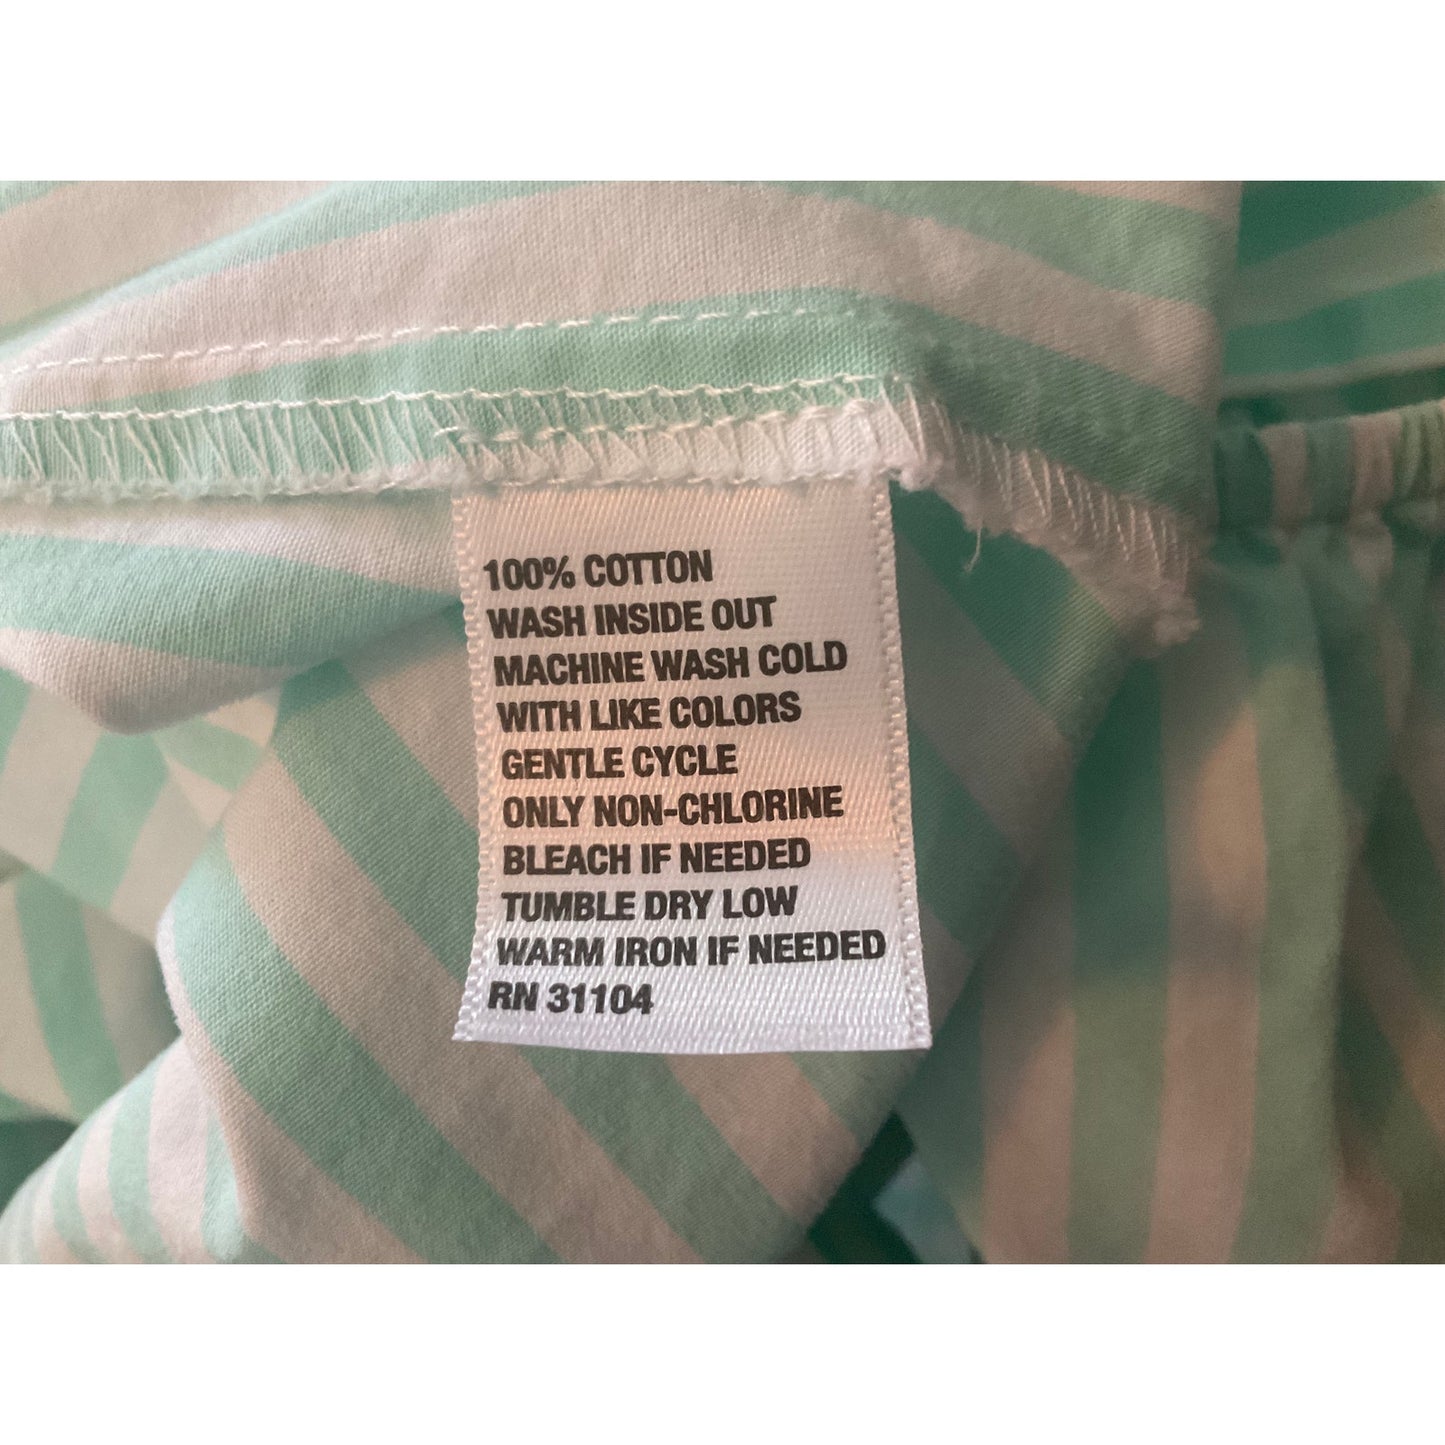 100% COTTON
WASH INSIDE OUT
MACHINE WASH COLD
WITH LIKE COLORS
GENTLE CYCLE
ONLY NON-CHLORINE
BLEACH IF NEEDED
TUMBLE DRY LOW
WARM IRON IF NEEDED
RN 31104